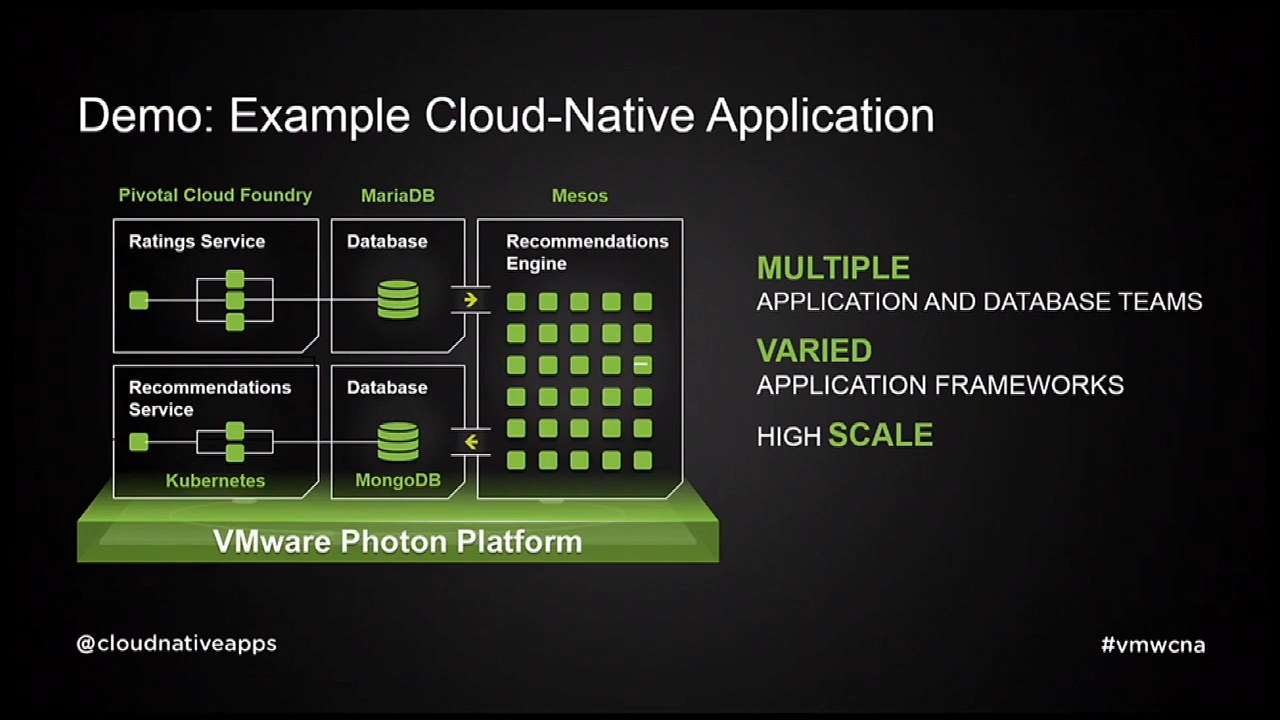 Demo: Example Cloud-Native Application
Pivotal Cloud Foundry
MariaDB
Mesos
Ratings Service
Database
Recommendations
Engine
Recommendations
Service
Kubernetes
Database
MongoDB
VMware Photon Platform
MULTIPLE
APPLICATION AND DATABASE TEAMS
VARIED
APPLICATION FRAMEWORKS
HIGH SCALE
@cloudnativeapps
#vmwcna